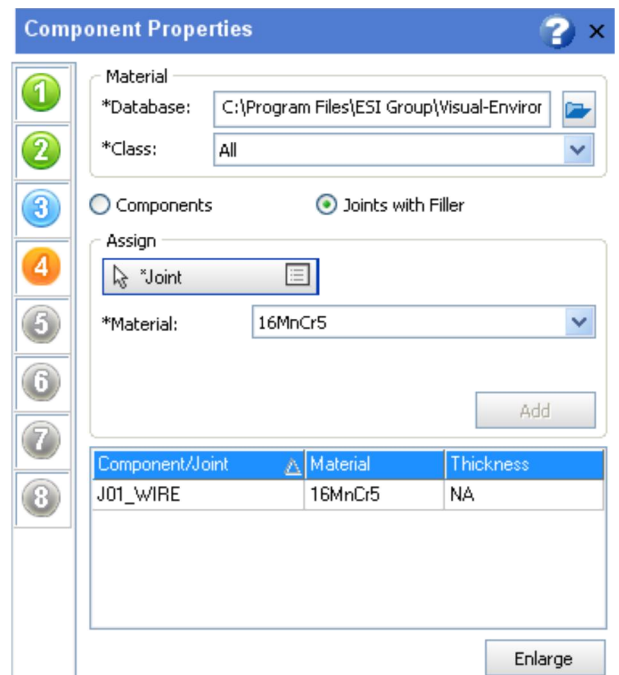 Component Properties
? ×
1
Material
*Database: C:\Program Files\ESI Group\Visual-Enviror
2
*Class: All
3
Components Joints with Filler
Assign
4
*Joint
5
*Material: 16MnCr5
6
Add
7
Component/Joint Material Thickness
8
J01_WIRE 16MnCr5 NA
Enlarge